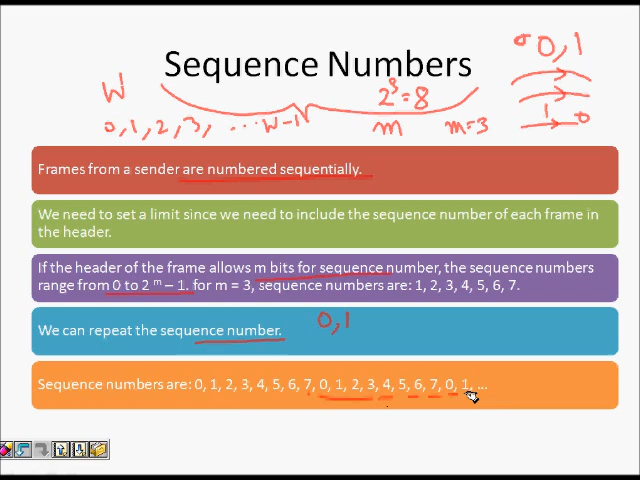 0, 1
Sequence Numbers
W
2³ = 8
0, 1, 2, 3, ... W-1
m
m=3
1
0
Frames from a sender are numbered sequentially.
We need to set a limit since we need to include the sequence number of each frame in
the header.
If the header of the frame allows m bits for sequence number, the sequence numbers
range from 0 to 2 ᵐ – 1. for m = 3, sequence numbers are: 1, 2, 3, 4, 5, 6, 7.
0, 1
We can repeat the sequence number.
Sequence numbers are: 0, 1, 2, 3, 4, 5, 6, 7, 0, 1, 2, 3, 4, 5, 6, 7, 0, 1, ...